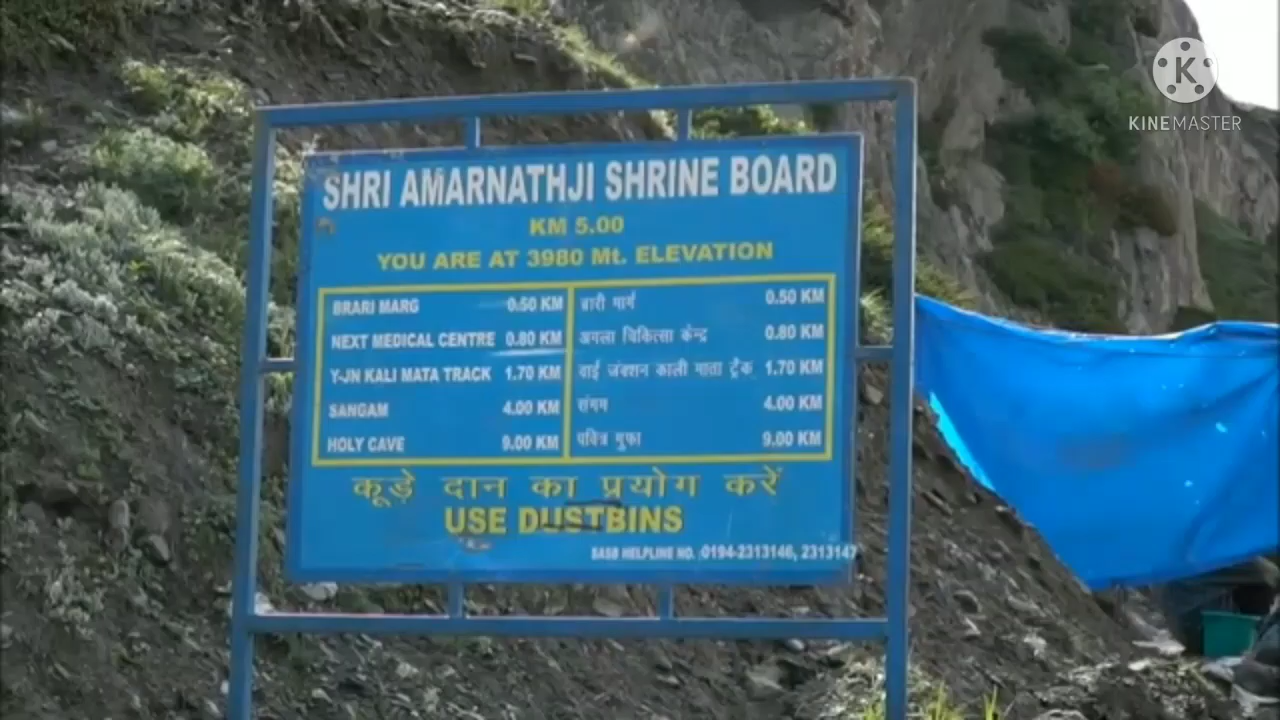 SHRI AMARNATHJI SHRINE BOARD
KM 5.00
YOU ARE AT 3980 Mt. ELEVATION
BRARI MARG 0.50 KM ब्रारी मार्ग 0.50 KM
NEXT MEDICAL CENTRE 0.80 KM अगला चिकित्सा केन्द्र 0.80 KM
Y-JN KALI MATA TRACK 1.70 KM वाई जंक्शन काली माता ट्रैक 1.70 KM
SANGAM 4.00 KM संगम 4.00 KM
HOLY CAVE 9.00 KM पवित्र गुफा 9.00 KM
कूड़े दान का प्रयोग करें
USE DUSTBINS
SASB HELPLINE NO. :0194-2313146, 2313147
K
KINEMASTER